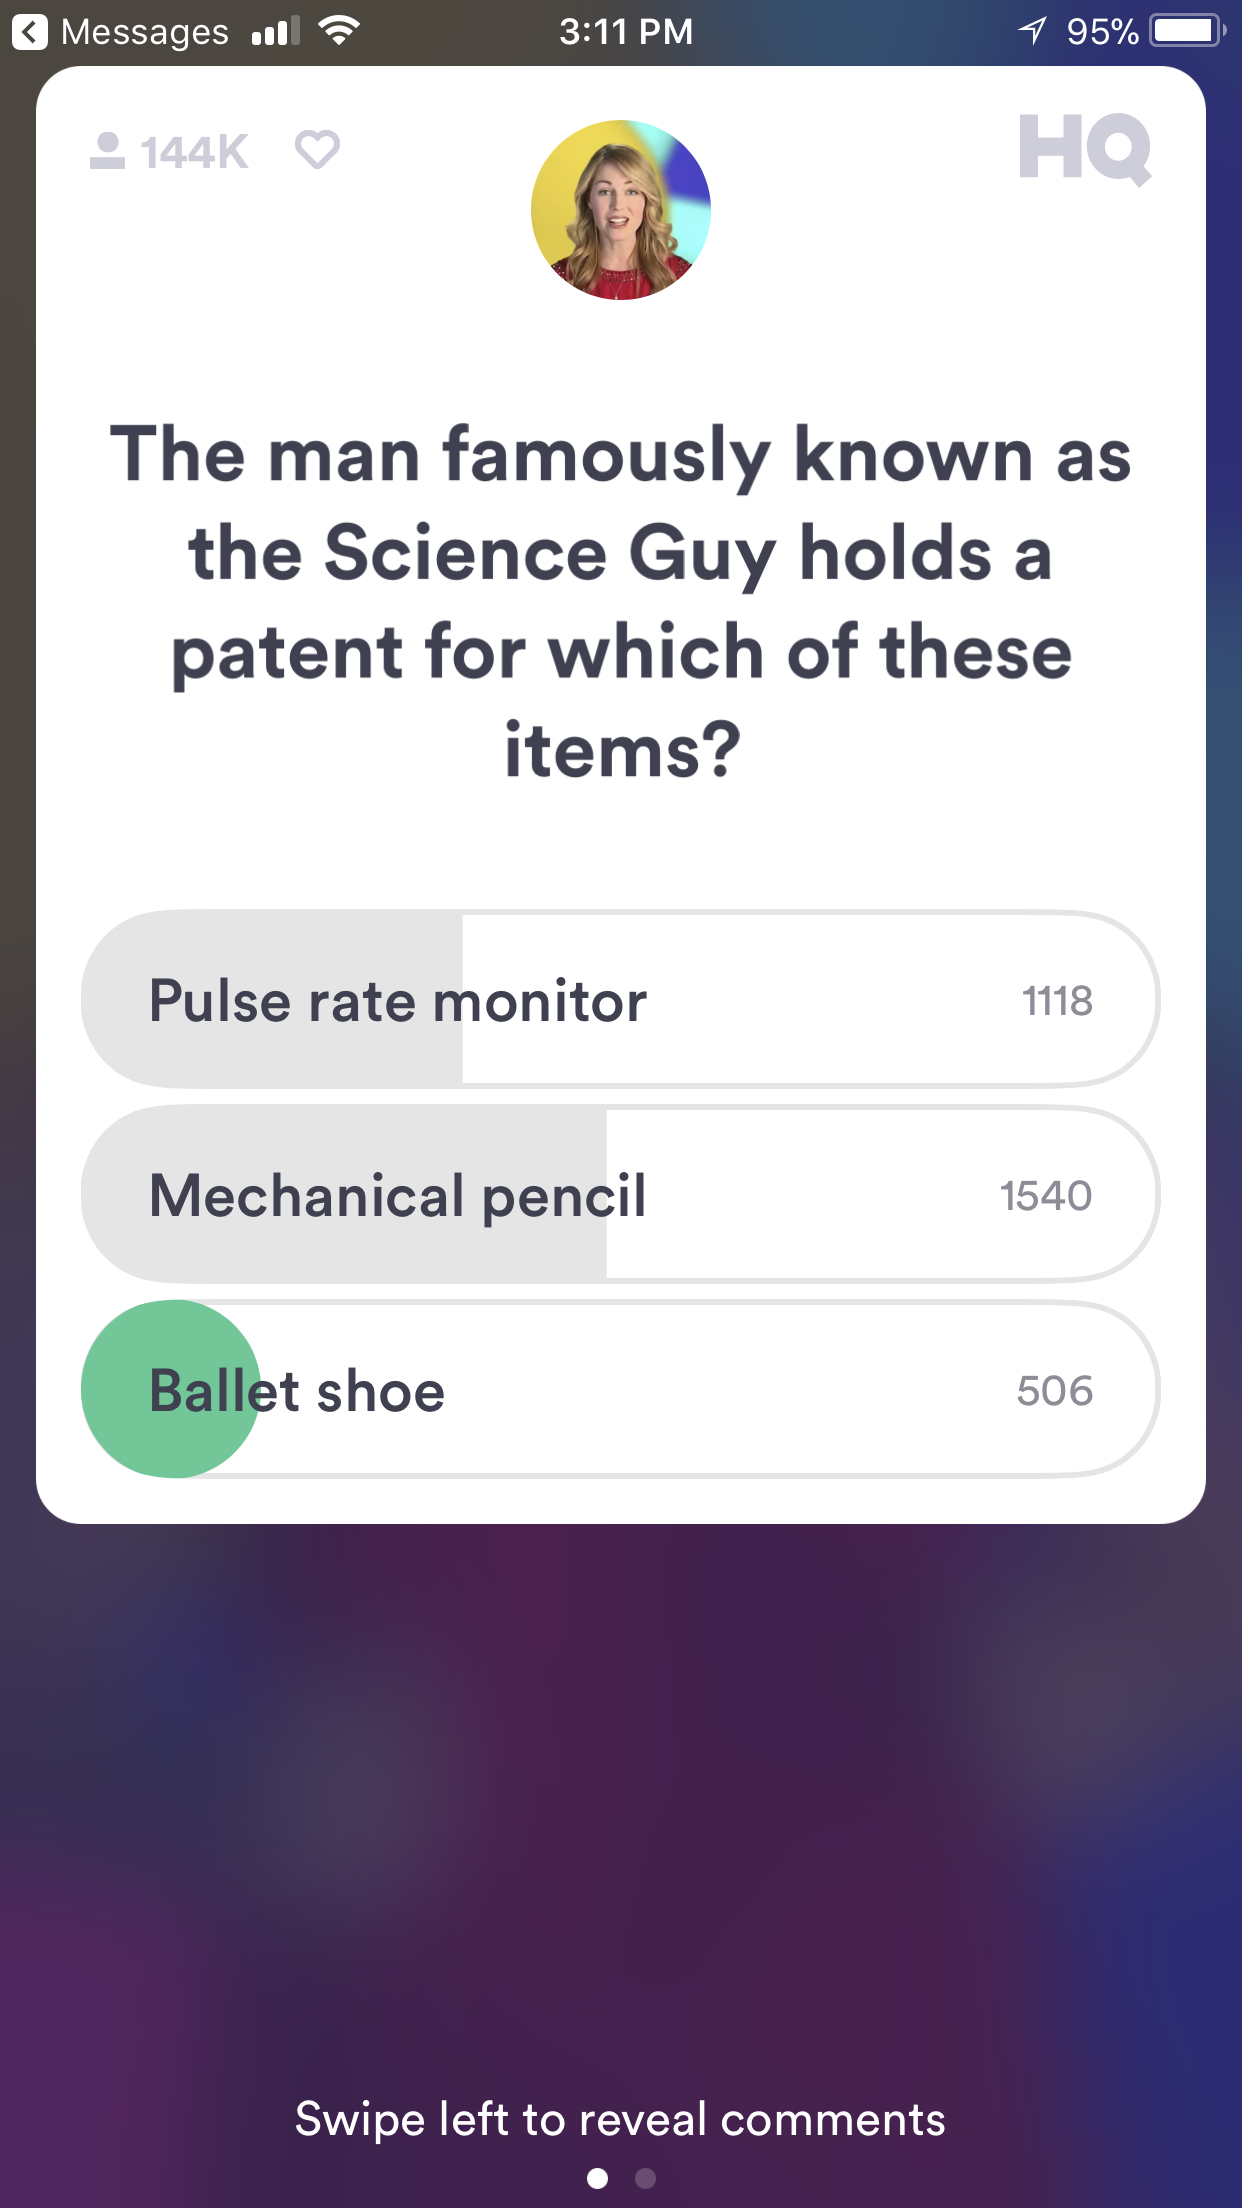 Messages 3:11 PM 95%
144K HQ
The man famously known as
the Science Guy holds a
patent for which of these
items?
Pulse rate monitor 1118
Mechanical pencil 1540
Ballet shoe 506
Swipe left to reveal comments